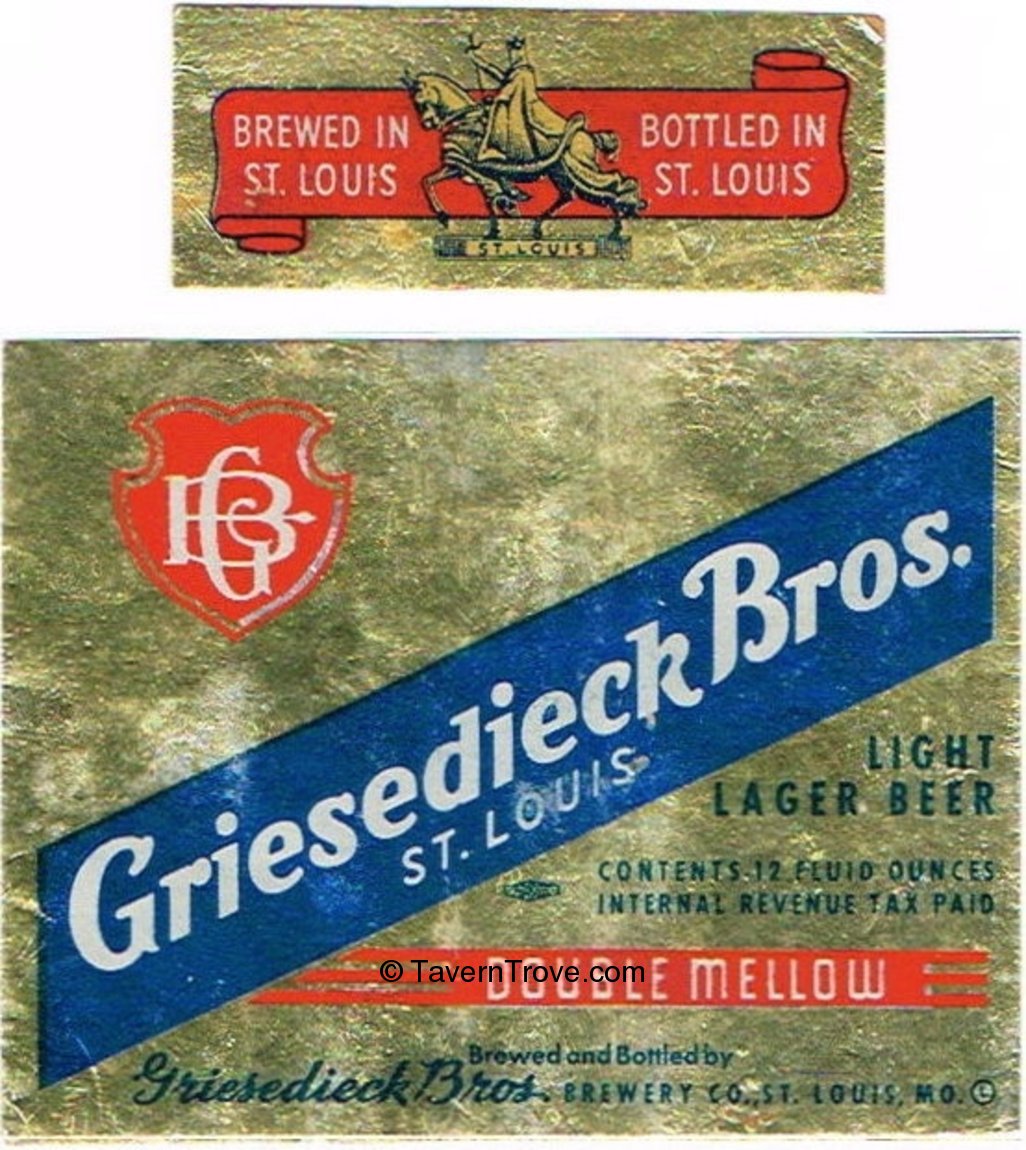 BREWED IN
ST. LOUIS
BOTTLED IN
ST. LOUIS
ST. LOUIS
GB
Griesedieck Bros.
ST. LOUIS
LIGHT
LAGER BEER
CONTENTS-12 FLUID OUNCES
INTERNAL REVENUE TAX PAID
© TavernTrove.com
DOUBLE MELLOW
Brewed and Bottled by
Griesedieck Bros. BREWERY CO., ST. LOUIS, MO. ©